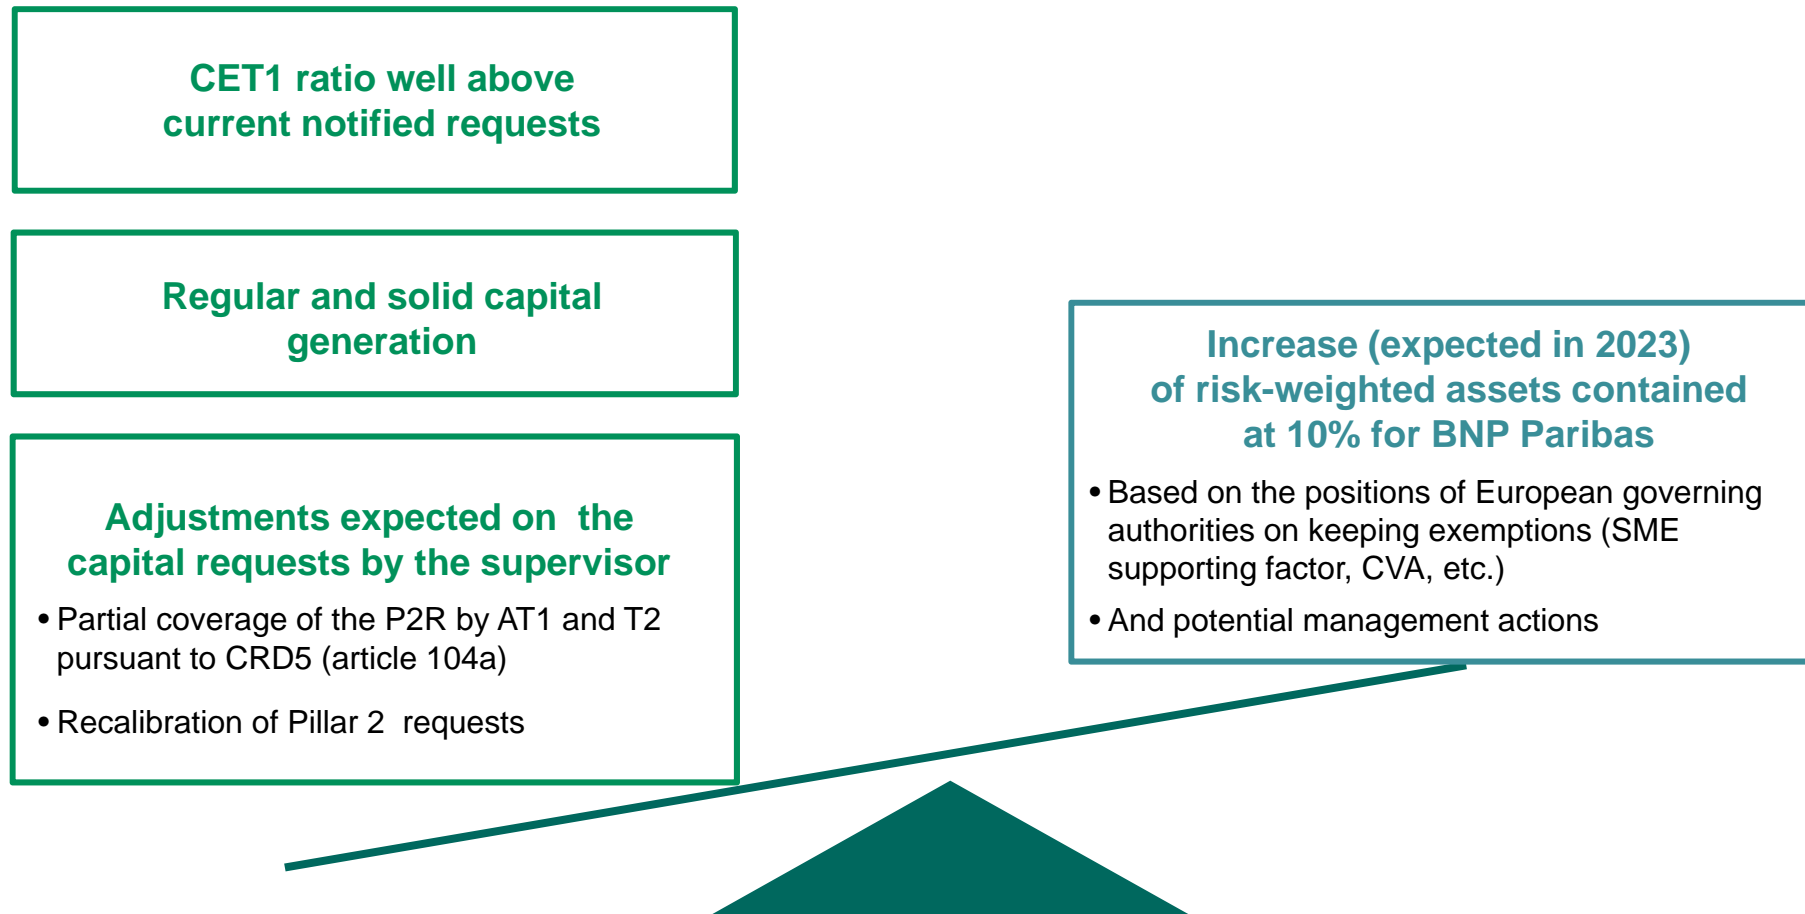 CET1 ratio well above
current notified requests
Regular and solid capital
generation
Adjustments expected on the
capital requests by the supervisor
• Partial coverage of the P2R by AT1 and T2
pursuant to CRD5 (article 104a)
• Recalibration of Pillar 2 requests
Increase (expected in 2023)
of risk-weighted assets contained
at 10% for BNP Paribas
• Based on the positions of European governing
authorities on keeping exemptions (SME
supporting factor, CVA, etc.)
• And potential management actions